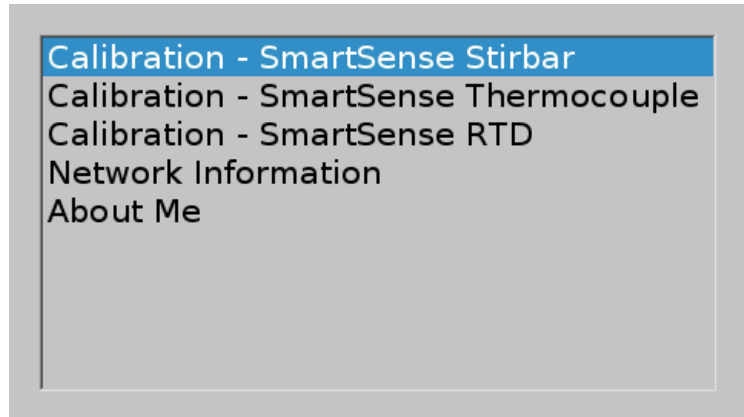 Calibration - SmartSense Stirbar
Calibration - SmartSense Thermocouple
Calibration - SmartSense RTD
Network Information
About Me